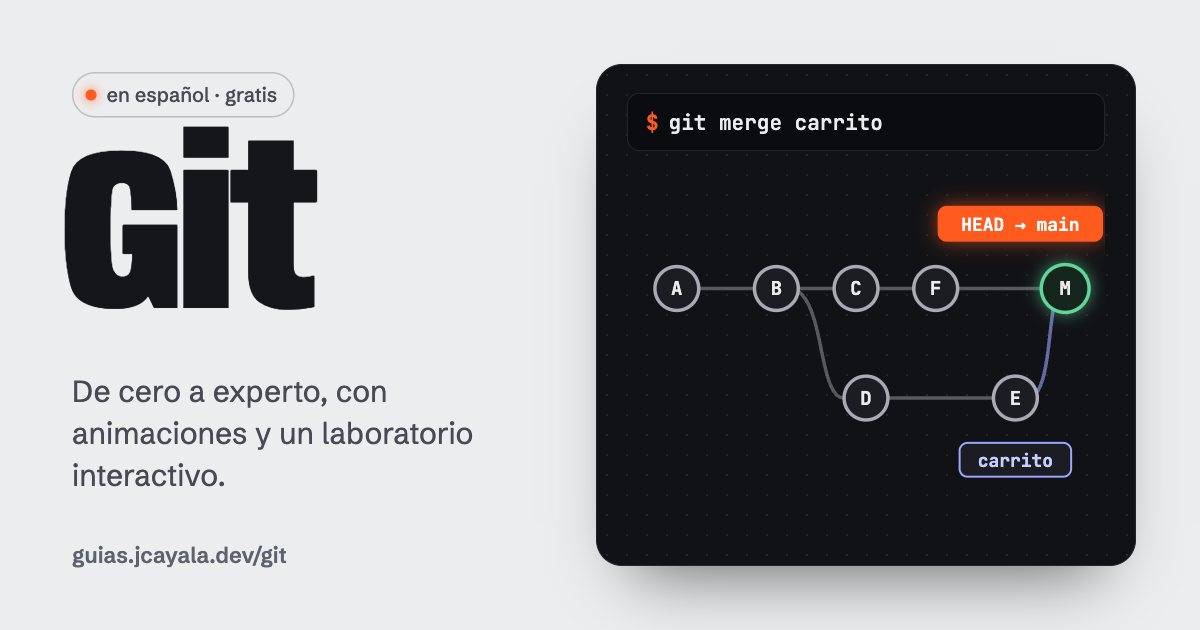 en español · gratis
Git
De cero a experto, con
animaciones y un laboratorio
interactivo.
guias.jcayala.dev/git
$ git merge carrito
HEAD → main
A B C F M
D E
carrito